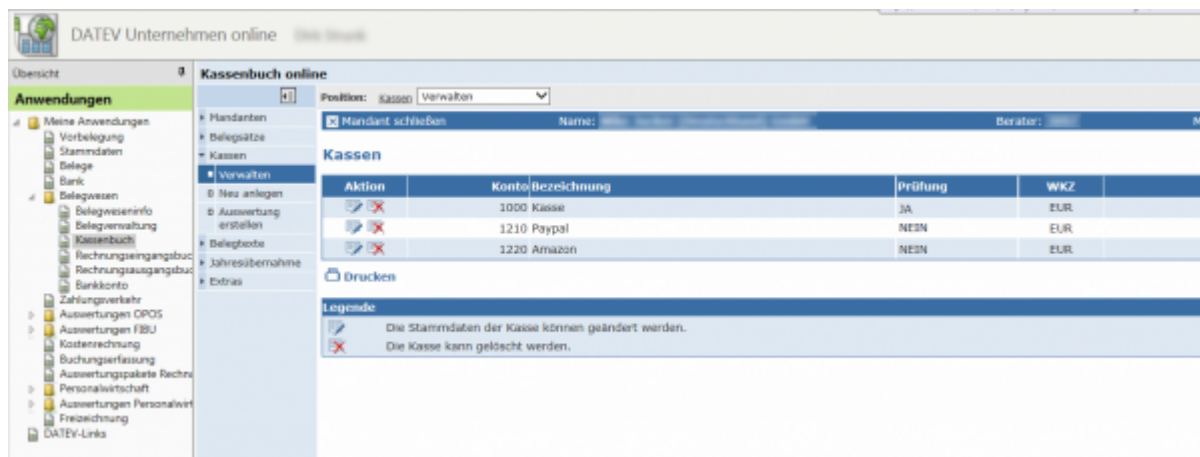 DATEV Unternehmen online
Übersicht
Anwendungen
Meine Anwendungen
Vorbelegung
Stammdaten
Belege
Bank
Belegwesen
Belegweseninfo
Belegverwaltung
Kassenbuch
Rechnungseingangsbuc
Rechnungsausgangsbuc
Bankkonto
Zahlungsverkehr
Auswertungen OPOS
Auswertungen FIBU
Kostenrechnung
Buchungserfassung
Auswertungspakete Rechnu
Personalwirtschaft
Auswertungen Personalwirt
Freizeichnung
DATEV-Links
Kassenbuch online
Mandanten
Belegsätze
Kassen
Verwalten
Neu anlegen
Auswertung
erstellen
Belegtexte
Jahresübernahme
Extras
Position: Kassen Verwalten
Mandant schließen Name: Berater: M
Kassen
Aktion Konto Bezeichnung Prüfung WKZ
1000 Kasse JA EUR
1210 Paypal NEIN EUR
1220 Amazon NEIN EUR
Drucken
Legende
Die Stammdaten der Kasse können geändert werden.
Die Kasse kann gelöscht werden.